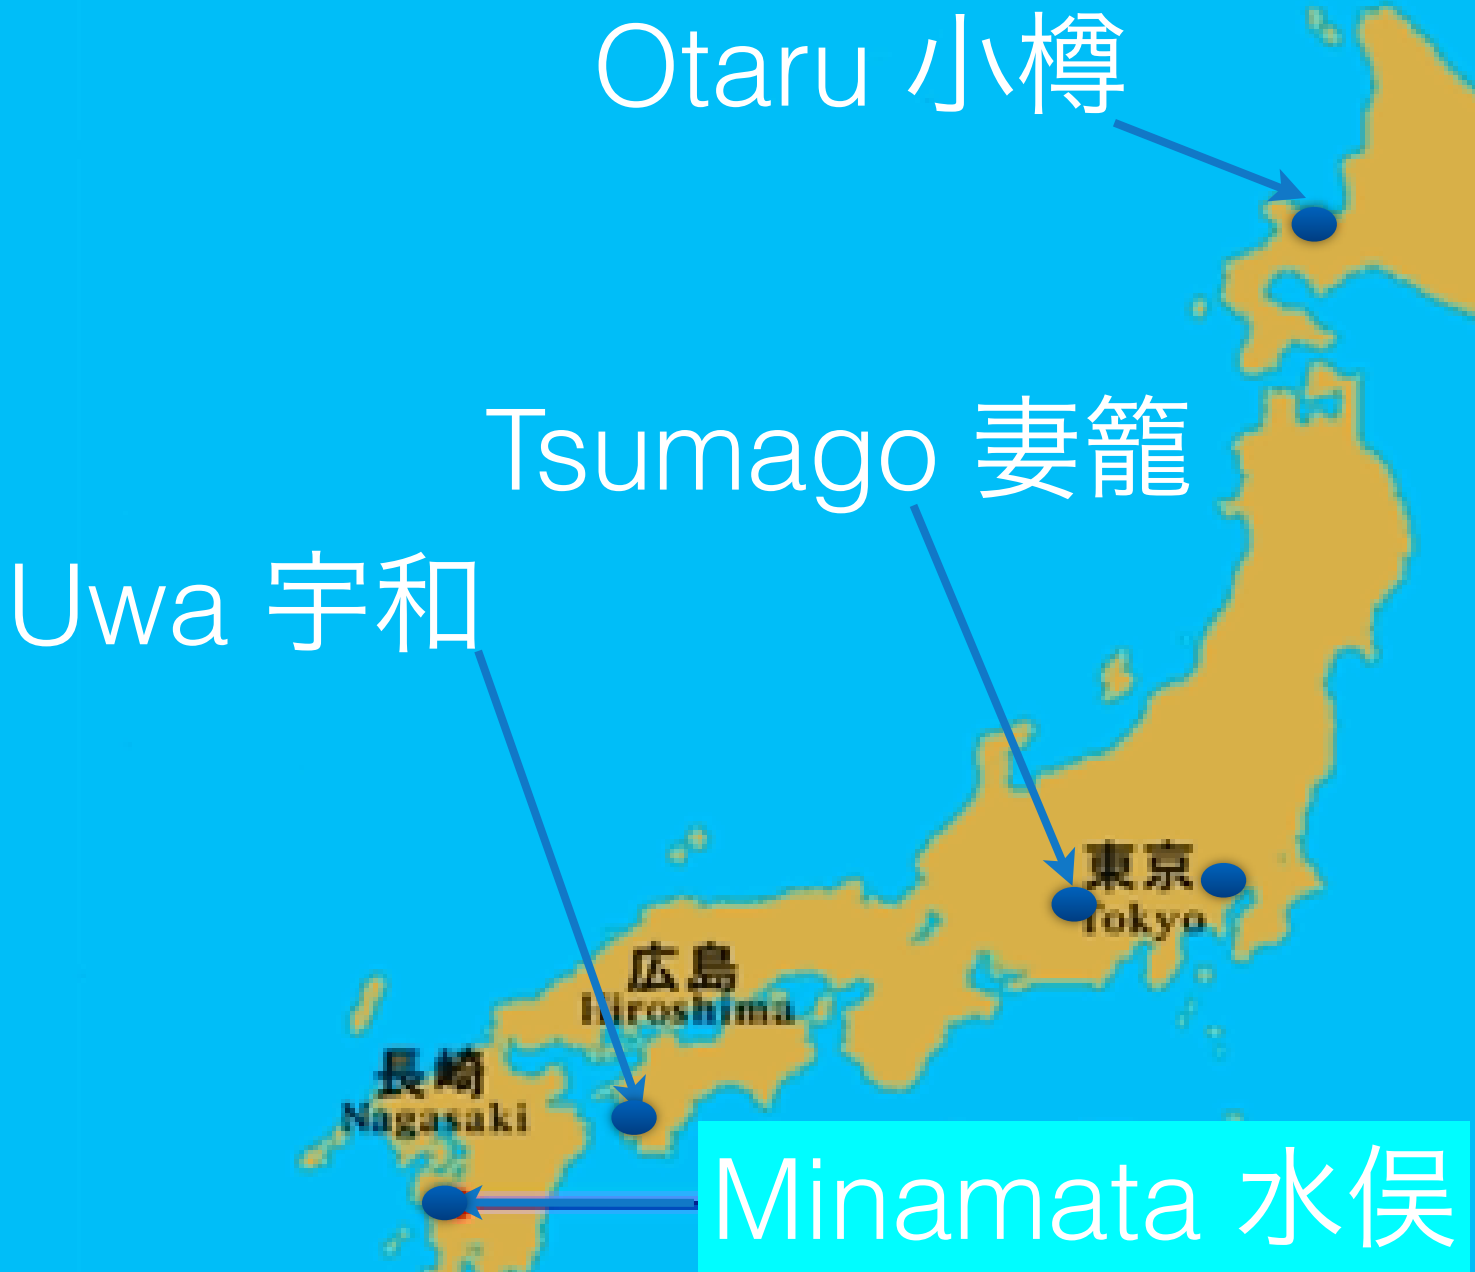 Otaru 小樽
Tsumago 妻籠
Uwa 宇和
東京
Tokyo
広島
Hiroshima
長崎
Nagasaki
Minamata 水俣